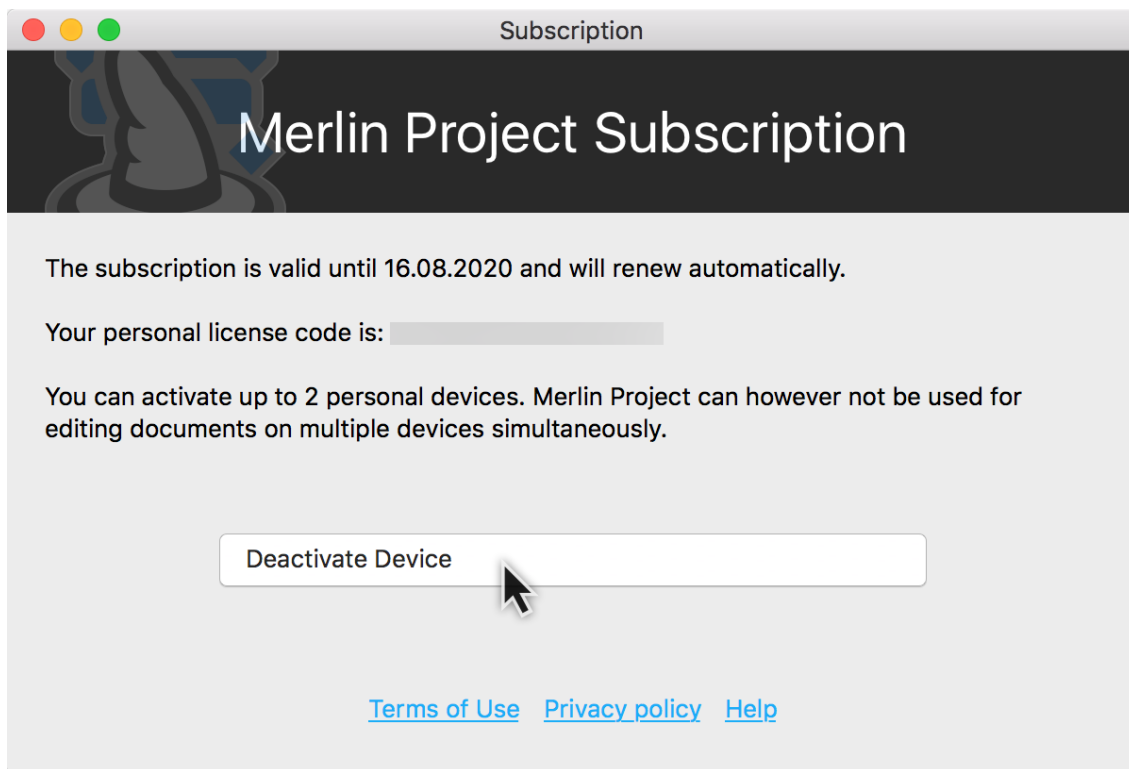 Subscription
Merlin Project Subscription
The subscription is valid until 16.08.2020 and will renew automatically.
Your personal license code is:
You can activate up to 2 personal devices. Merlin Project can however not be used for
editing documents on multiple devices simultaneously.
Deactivate Device
Terms of Use Privacy policy Help